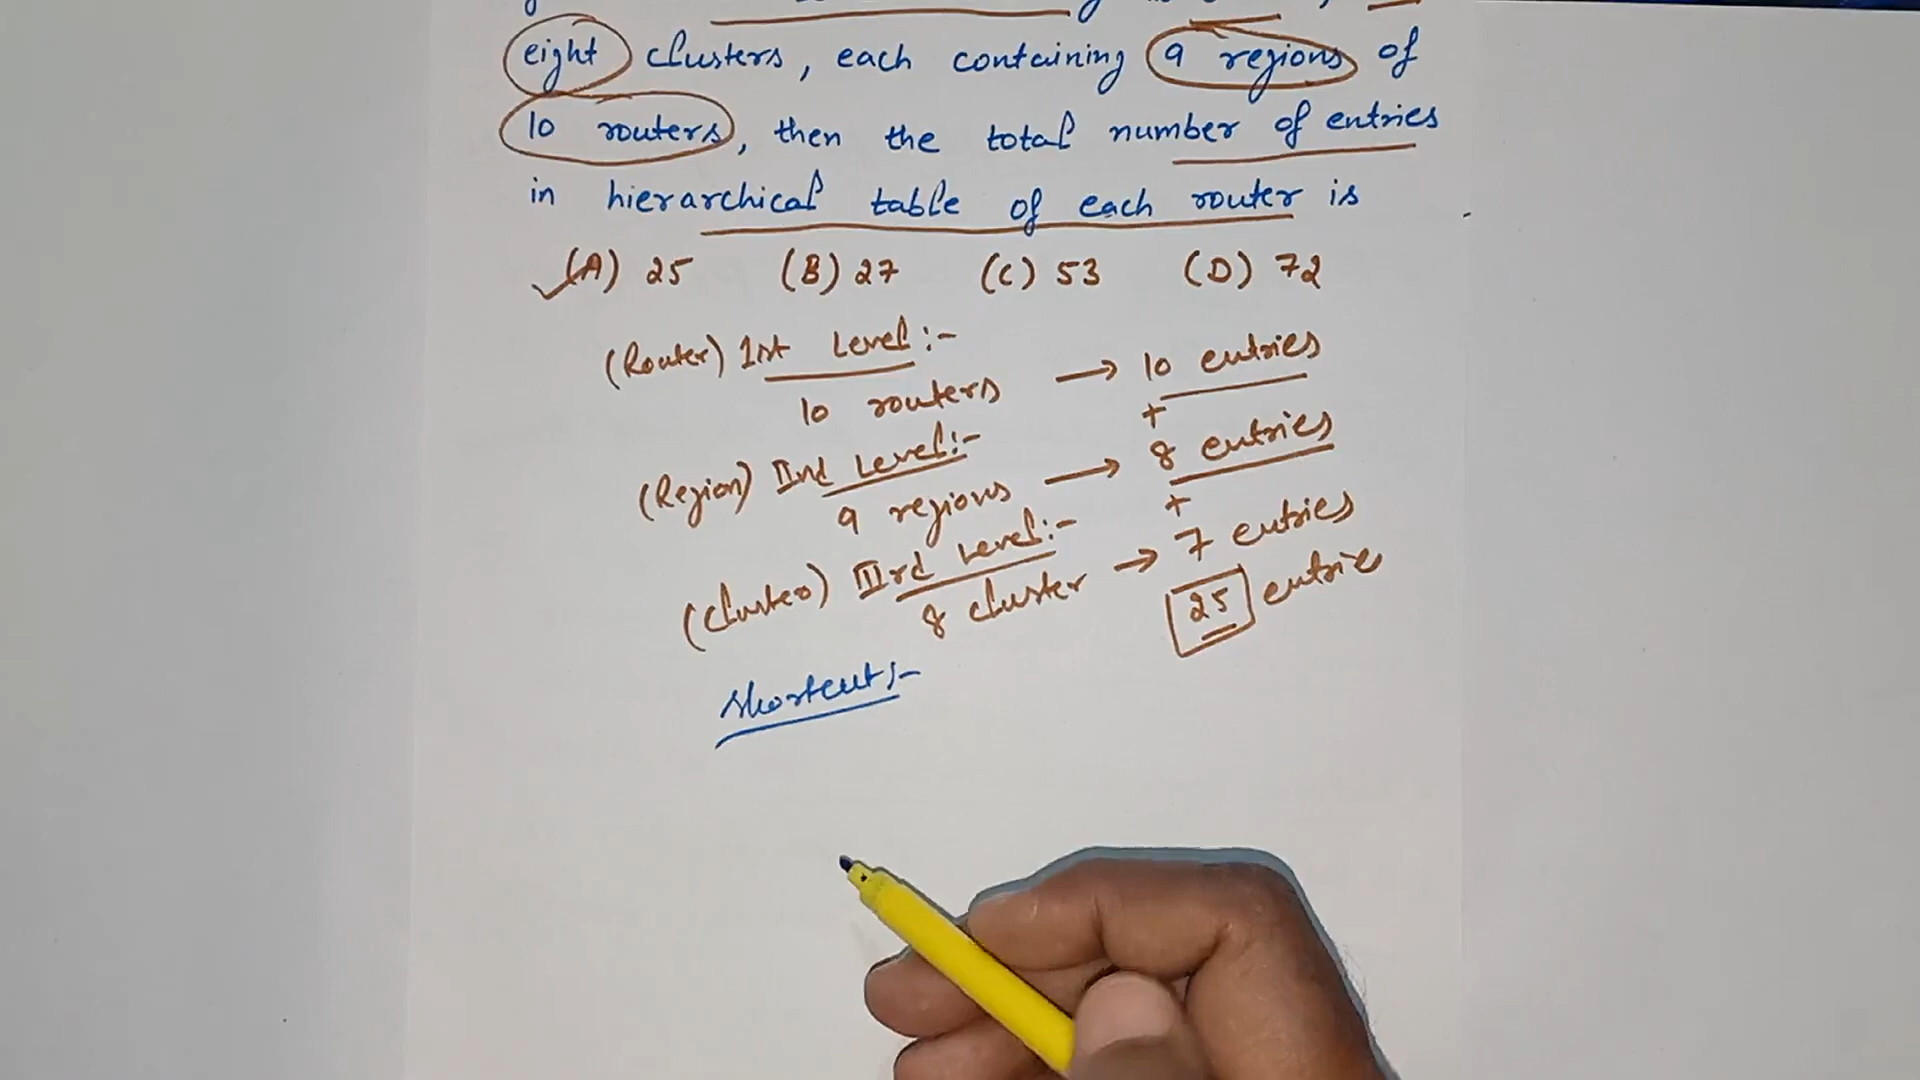 eight clusters, each containing 9 regions of
10 routers, then the total number of entries
in hierarchical table of each router is
(A) 25 (B) 27 (C) 53 (D) 72
(Router) 1st Level :-
10 routers → 10 entries
+
(Region) IInd Level :-
9 regions → 8 entries
+
(Cluster) IIIrd Level :-
8 cluster → 7 entries
25 entries
Shortcut :-